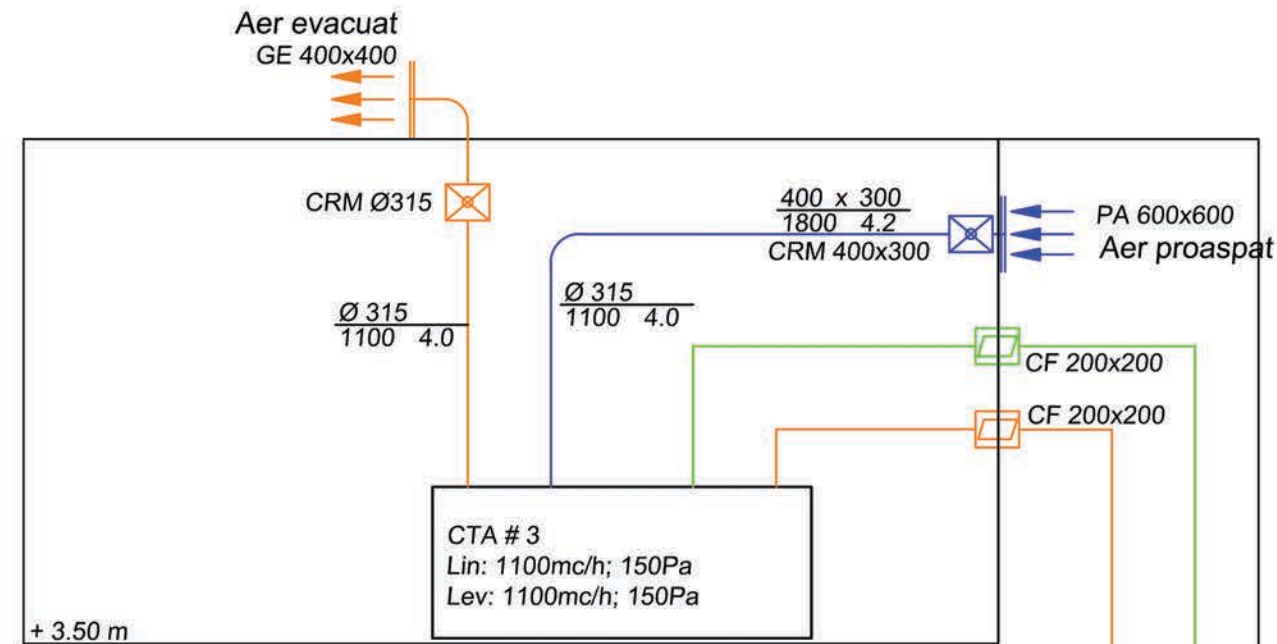 Aer evacuat
GE 400x400
CRM Ø315
400 x 300
1800 4.2
CRM 400x300
PA 600x600
Aer proaspat
Ø 315
1100 4.0
Ø 315
1100 4.0
CF 200x200
CF 200x200
CTA # 3
Lin: 1100mc/h; 150Pa
Lev: 1100mc/h; 150Pa
+ 3.50 m